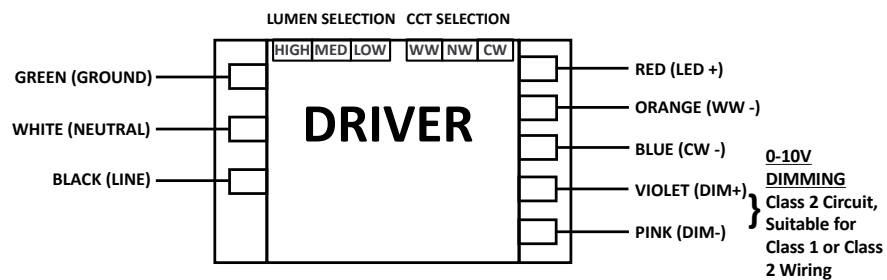 LUMEN SELECTION CCT SELECTION
HIGH MED LOW WW NW CW
GREEN (GROUND)
WHITE (NEUTRAL)
BLACK (LINE)
DRIVER
RED (LED +)
ORANGE (WW -)
BLUE (CW -)
VIOLET (DIM+)
PINK (DIM-)
}
0-10V
DIMMING
Class 2 Circuit,
Suitable for
Class 1 or Class
2 Wiring